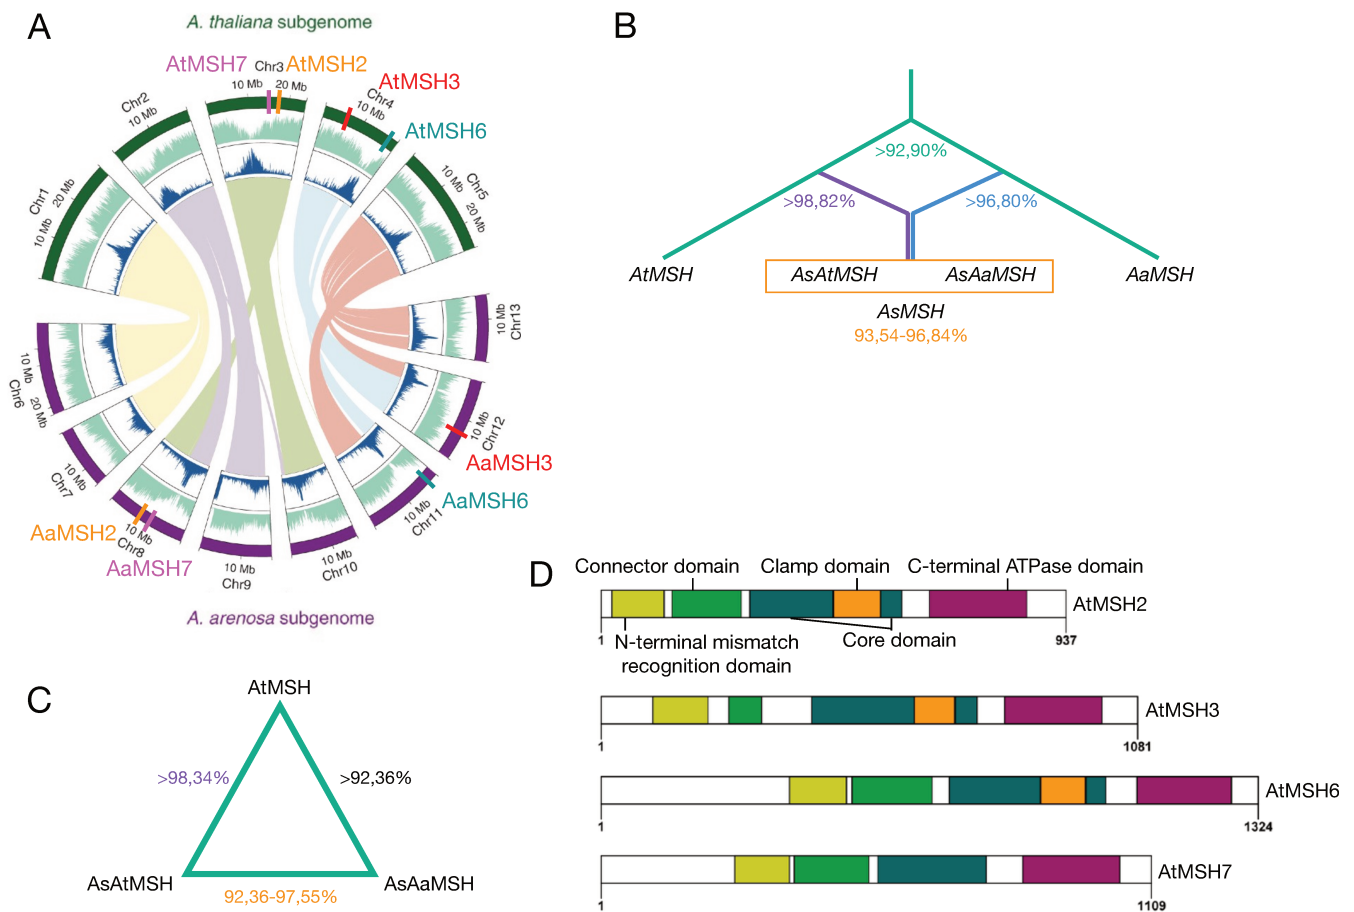 A
A. thaliana subgenome
AtMSH7
Chr3
AtMSH2
10 Mb
20 Mb
AtMSH3
Chr4
10 Mb
AtMSH6
Chr2
10 Mb
Chr1
10 Mb
20 Mb
Chr5
10 Mb
20 Mb
Chr13
10 Mb
Chr12
10 Mb
AaMSH3
AaMSH6
Chr11
10 Mb
Chr10
10 Mb
Chr9
10 Mb
AaMSH2
10 Mb
Chr8
AaMSH7
Chr7
10 Mb
Chr6
10 Mb
20 Mb
A. arenosa subgenome
B
>92,90%
>98,82%
>96,80%
AtMSH
AsAtMSH
AsAaMSH
AaMSH
AsMSH
93,54-96,84%
C
AtMSH
>98,34%
>92,36%
AsAtMSH
AsAaMSH
92,36-97,55%
D
Connector domain
Clamp domain
C-terminal ATPase domain
AtMSH2
1
937
N-terminal mismatch
recognition domain
Core domain
AtMSH3
1
1081
AtMSH6
1
1324
AtMSH7
1
1109